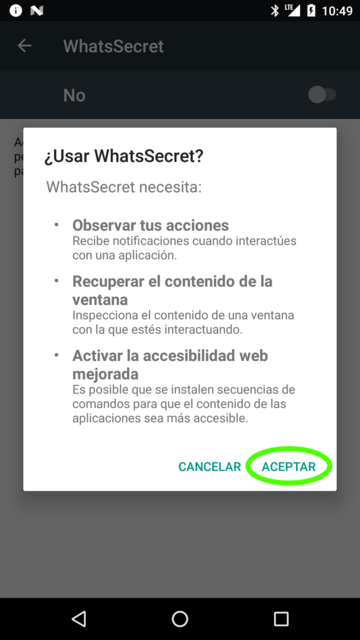 LTE 10:49
WhatsSecret
No
¿Usar WhatsSecret?
WhatsSecret necesita:
• Observar tus acciones
Recibe notificaciones cuando interactúes
con una aplicación.
• Recuperar el contenido de la
ventana
Inspecciona el contenido de una ventana
con la que estés interactuando.
• Activar la accesibilidad web
mejorada
Es posible que se instalen secuencias de
comandos para que el contenido de las
aplicaciones sea más accesible.
CANCELAR ACEPTAR